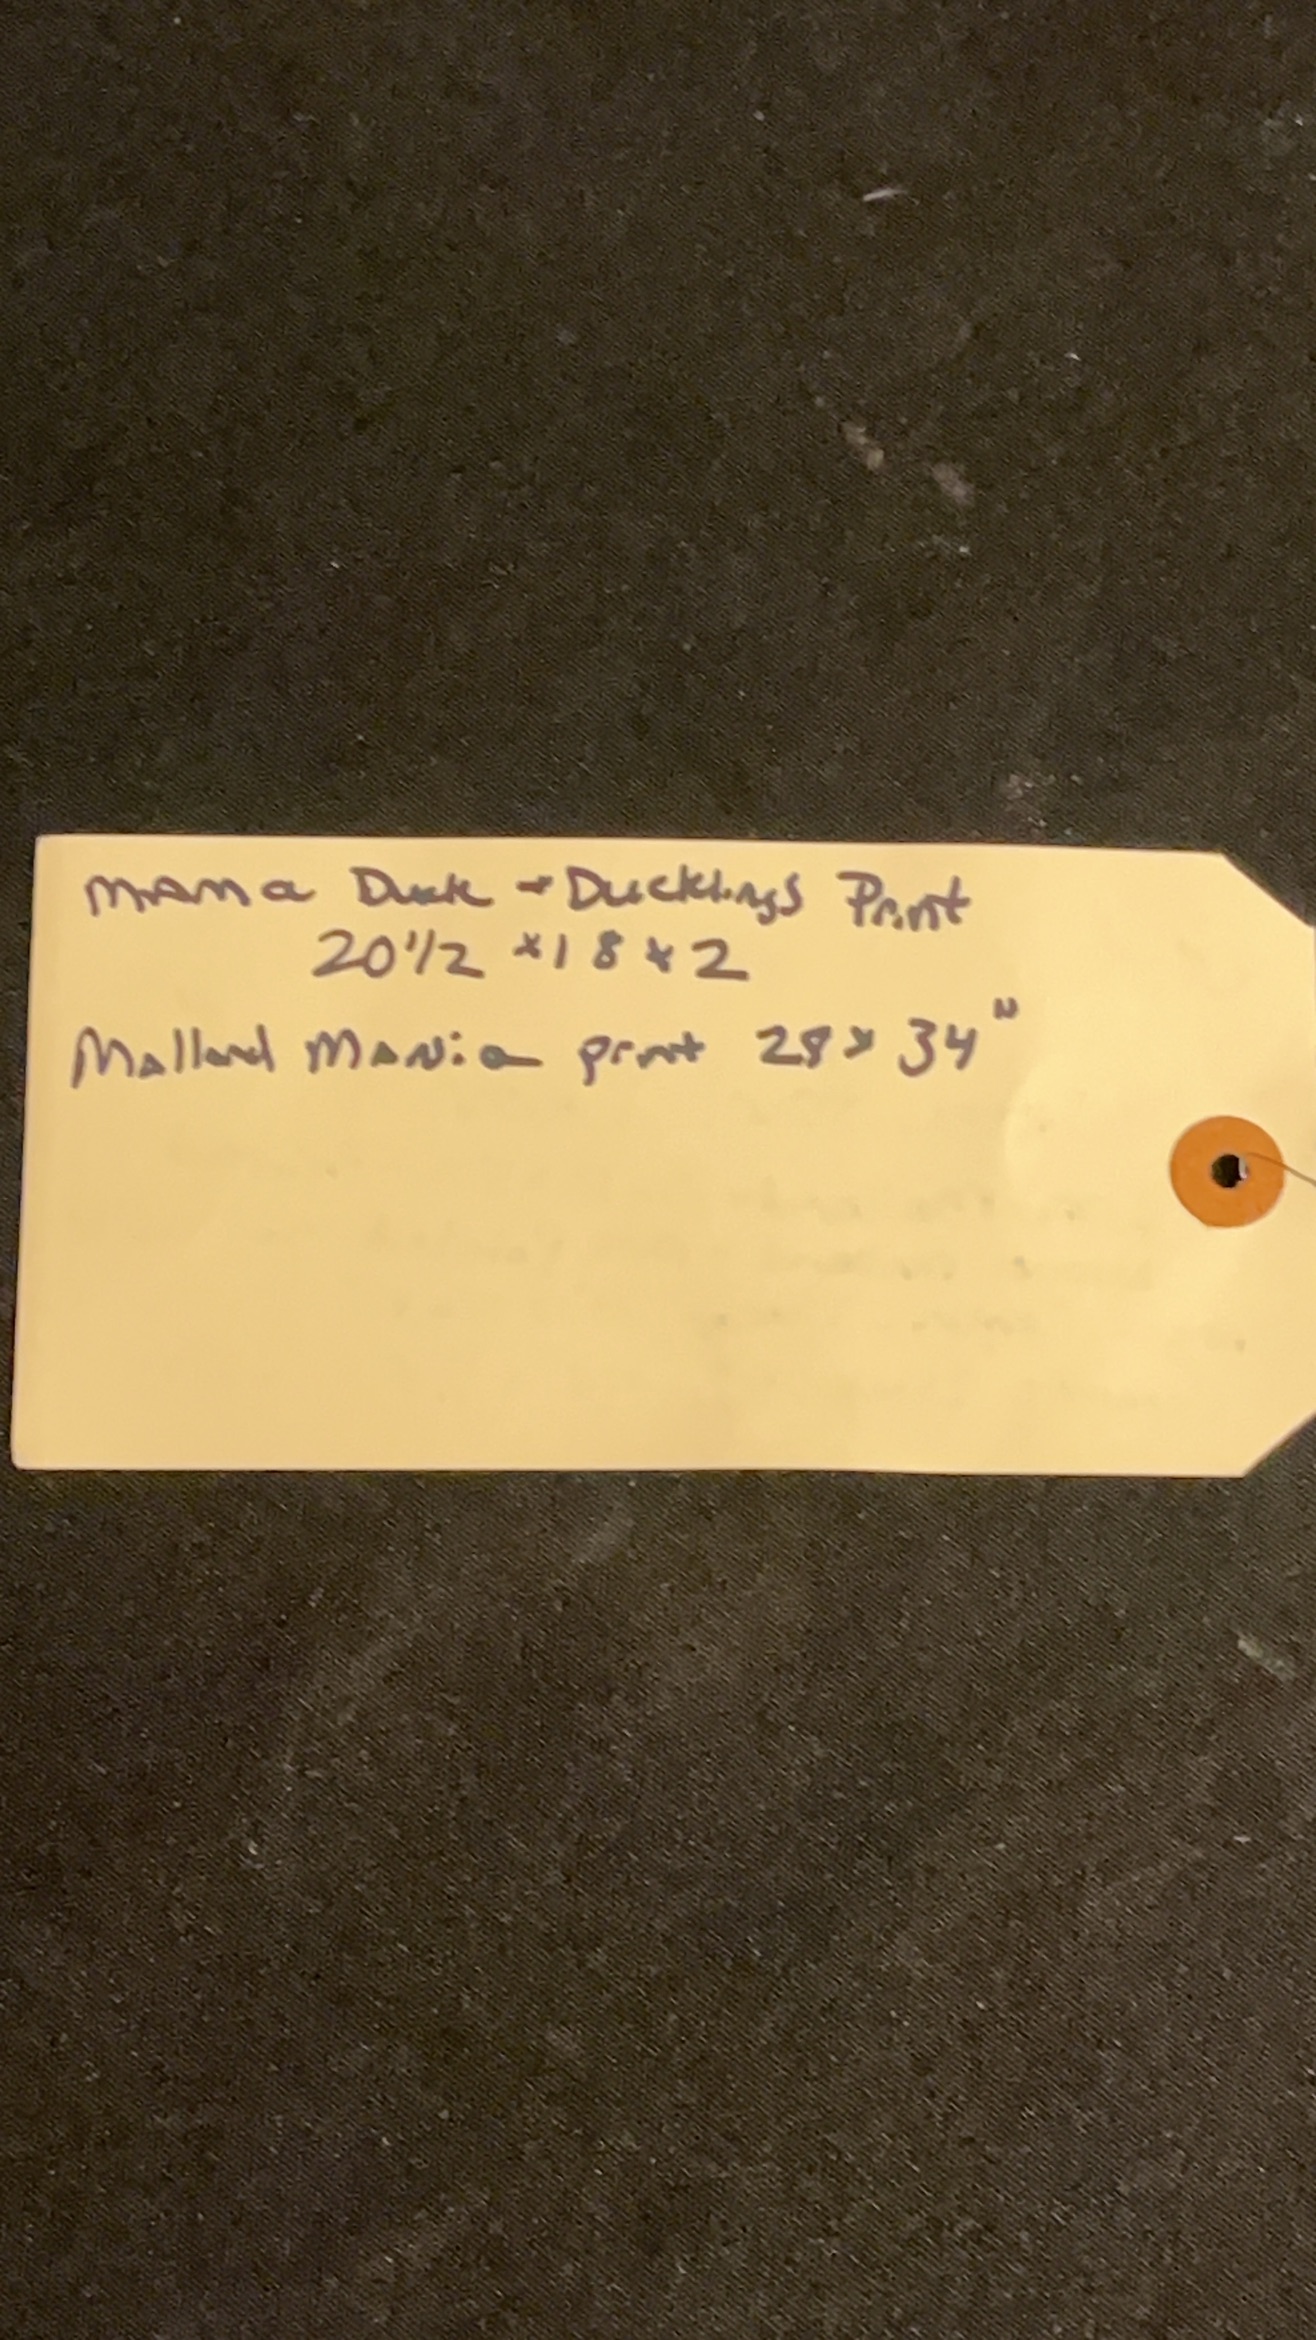 Mama Duck + Ducklings Print
20 1/2 x 18 x 2
Mallard Mania print 28 x 34"